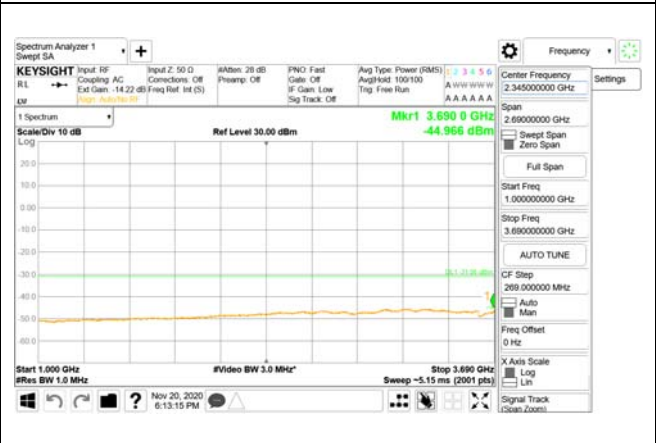 Spectrum Analyzer 1
Swept SA
Frequency
KEYSIGHT
RL
Input: RF
Coupling: AC
Ext Gain: -14.22 dB
Align: Auto/No RF
Input Z: 50 Ω
Corrections: Off
Freq Ref: Int (S)
#Atten: 28 dB
Preamp: Off
PNO: Fast
Gate: Off
IF Gain: Low
Sig Track: Off
Avg Type: Power (RMS)
Avg|Hold: 100/100
Trig: Free Run
1 2 3 4 5 6
A W W W W W
A A A A A A
1 Spectrum
Scale/Div 10 dB
Ref Level 30.00 dBm
Mkr1 3.690 0 GHz
-44.966 dBm
Log
20.0
10.0
0.00
-10.0
-20.0
-30.0
-40.0
-50.0
-60.0
1
Start 1.000 GHz
#Res BW 1.0 MHz
#Video BW 3.0 MHz*
Stop 3.690 GHz
Sweep ~5.15 ms (2001 pts)
Nov 20, 2020
6:13:15 PM
Center Frequency
2.345000000 GHz
Settings
Span
2.69000000 GHz
Swept Span
Zero Span
Full Span
Start Freq
1.000000000 GHz
Stop Freq
3.690000000 GHz
AUTO TUNE
CF Step
269.000000 MHz
Auto
Man
Freq Offset
0 Hz
X Axis Scale
Log
Lin
Signal Track
(Span Zoom)